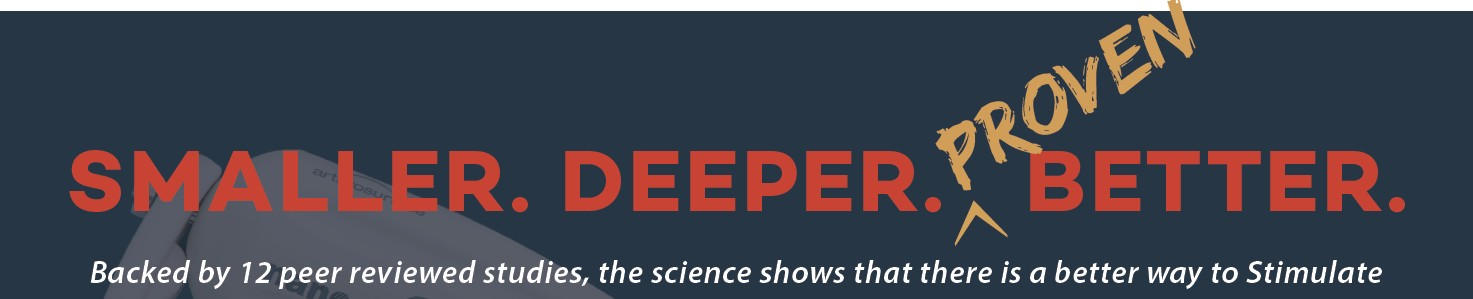 SMALLER. DEEPER. PROVEN BETTER.
Backed by 12 peer reviewed studies, the science shows that there is a better way to Stimulate